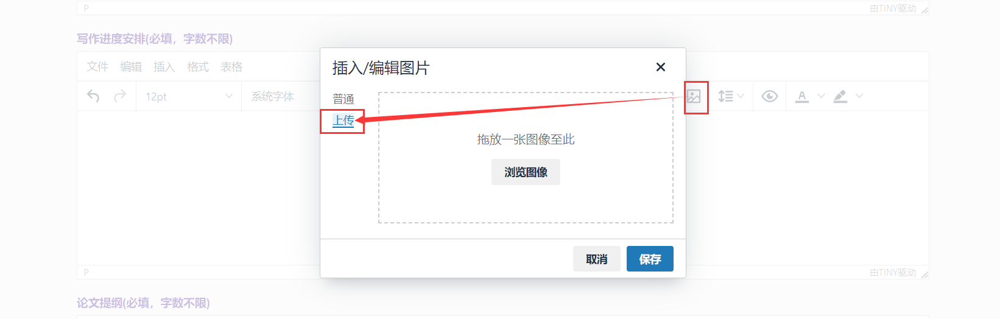 P
由TINY驱动
写作进度安排(必填，字数不限)
文件 编辑 插入 格式 表格
12pt 系统字体
A
插入/编辑图片
普通
上传
拖放一张图像至此
浏览图像
取消 保存
P
由TINY驱动
论文提纲(必填，字数不限)